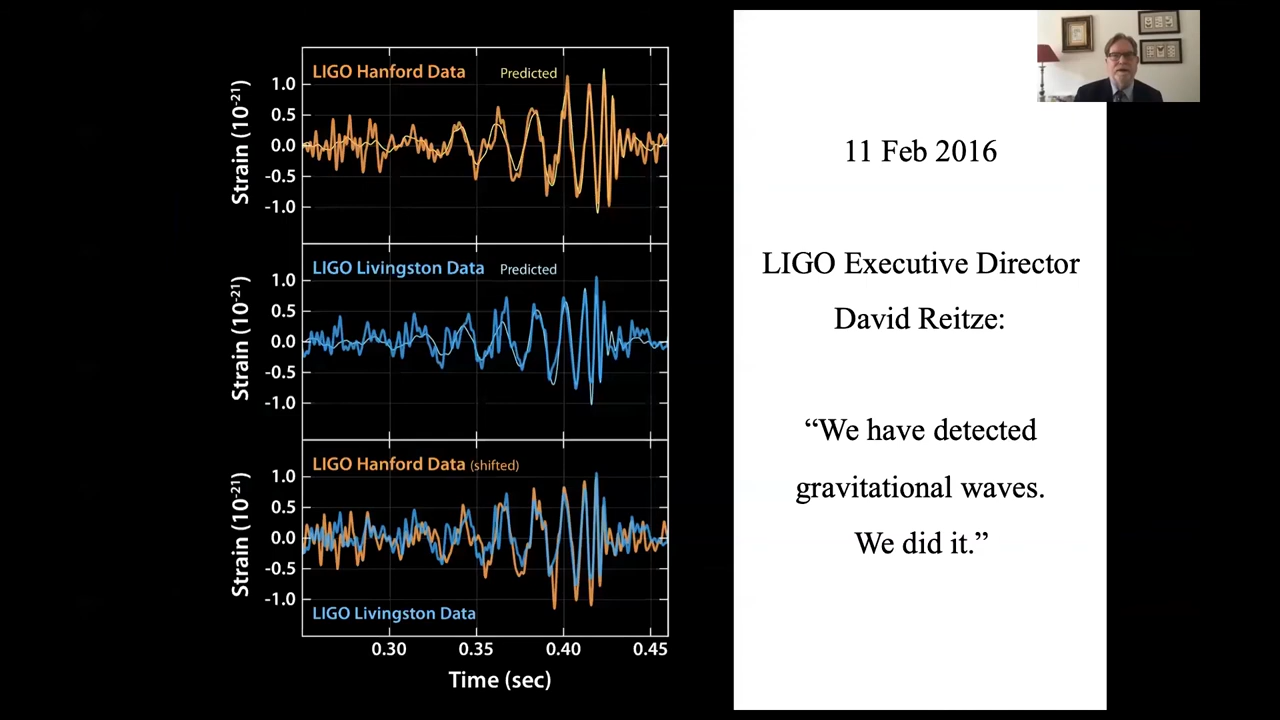 LIGO Hanford Data Predicted
1.0
0.5
0.0
-0.5
-1.0
Strain (10⁻²¹)
LIGO Livingston Data Predicted
1.0
0.5
0.0
-0.5
-1.0
Strain (10⁻²¹)
LIGO Hanford Data (shifted)
1.0
0.5
0.0
-0.5
-1.0
Strain (10⁻²¹)
LIGO Livingston Data
0.30 0.35 0.40 0.45
Time (sec)
11 Feb 2016
LIGO Executive Director
David Reitze:
“We have detected
gravitational waves.
We did it.”